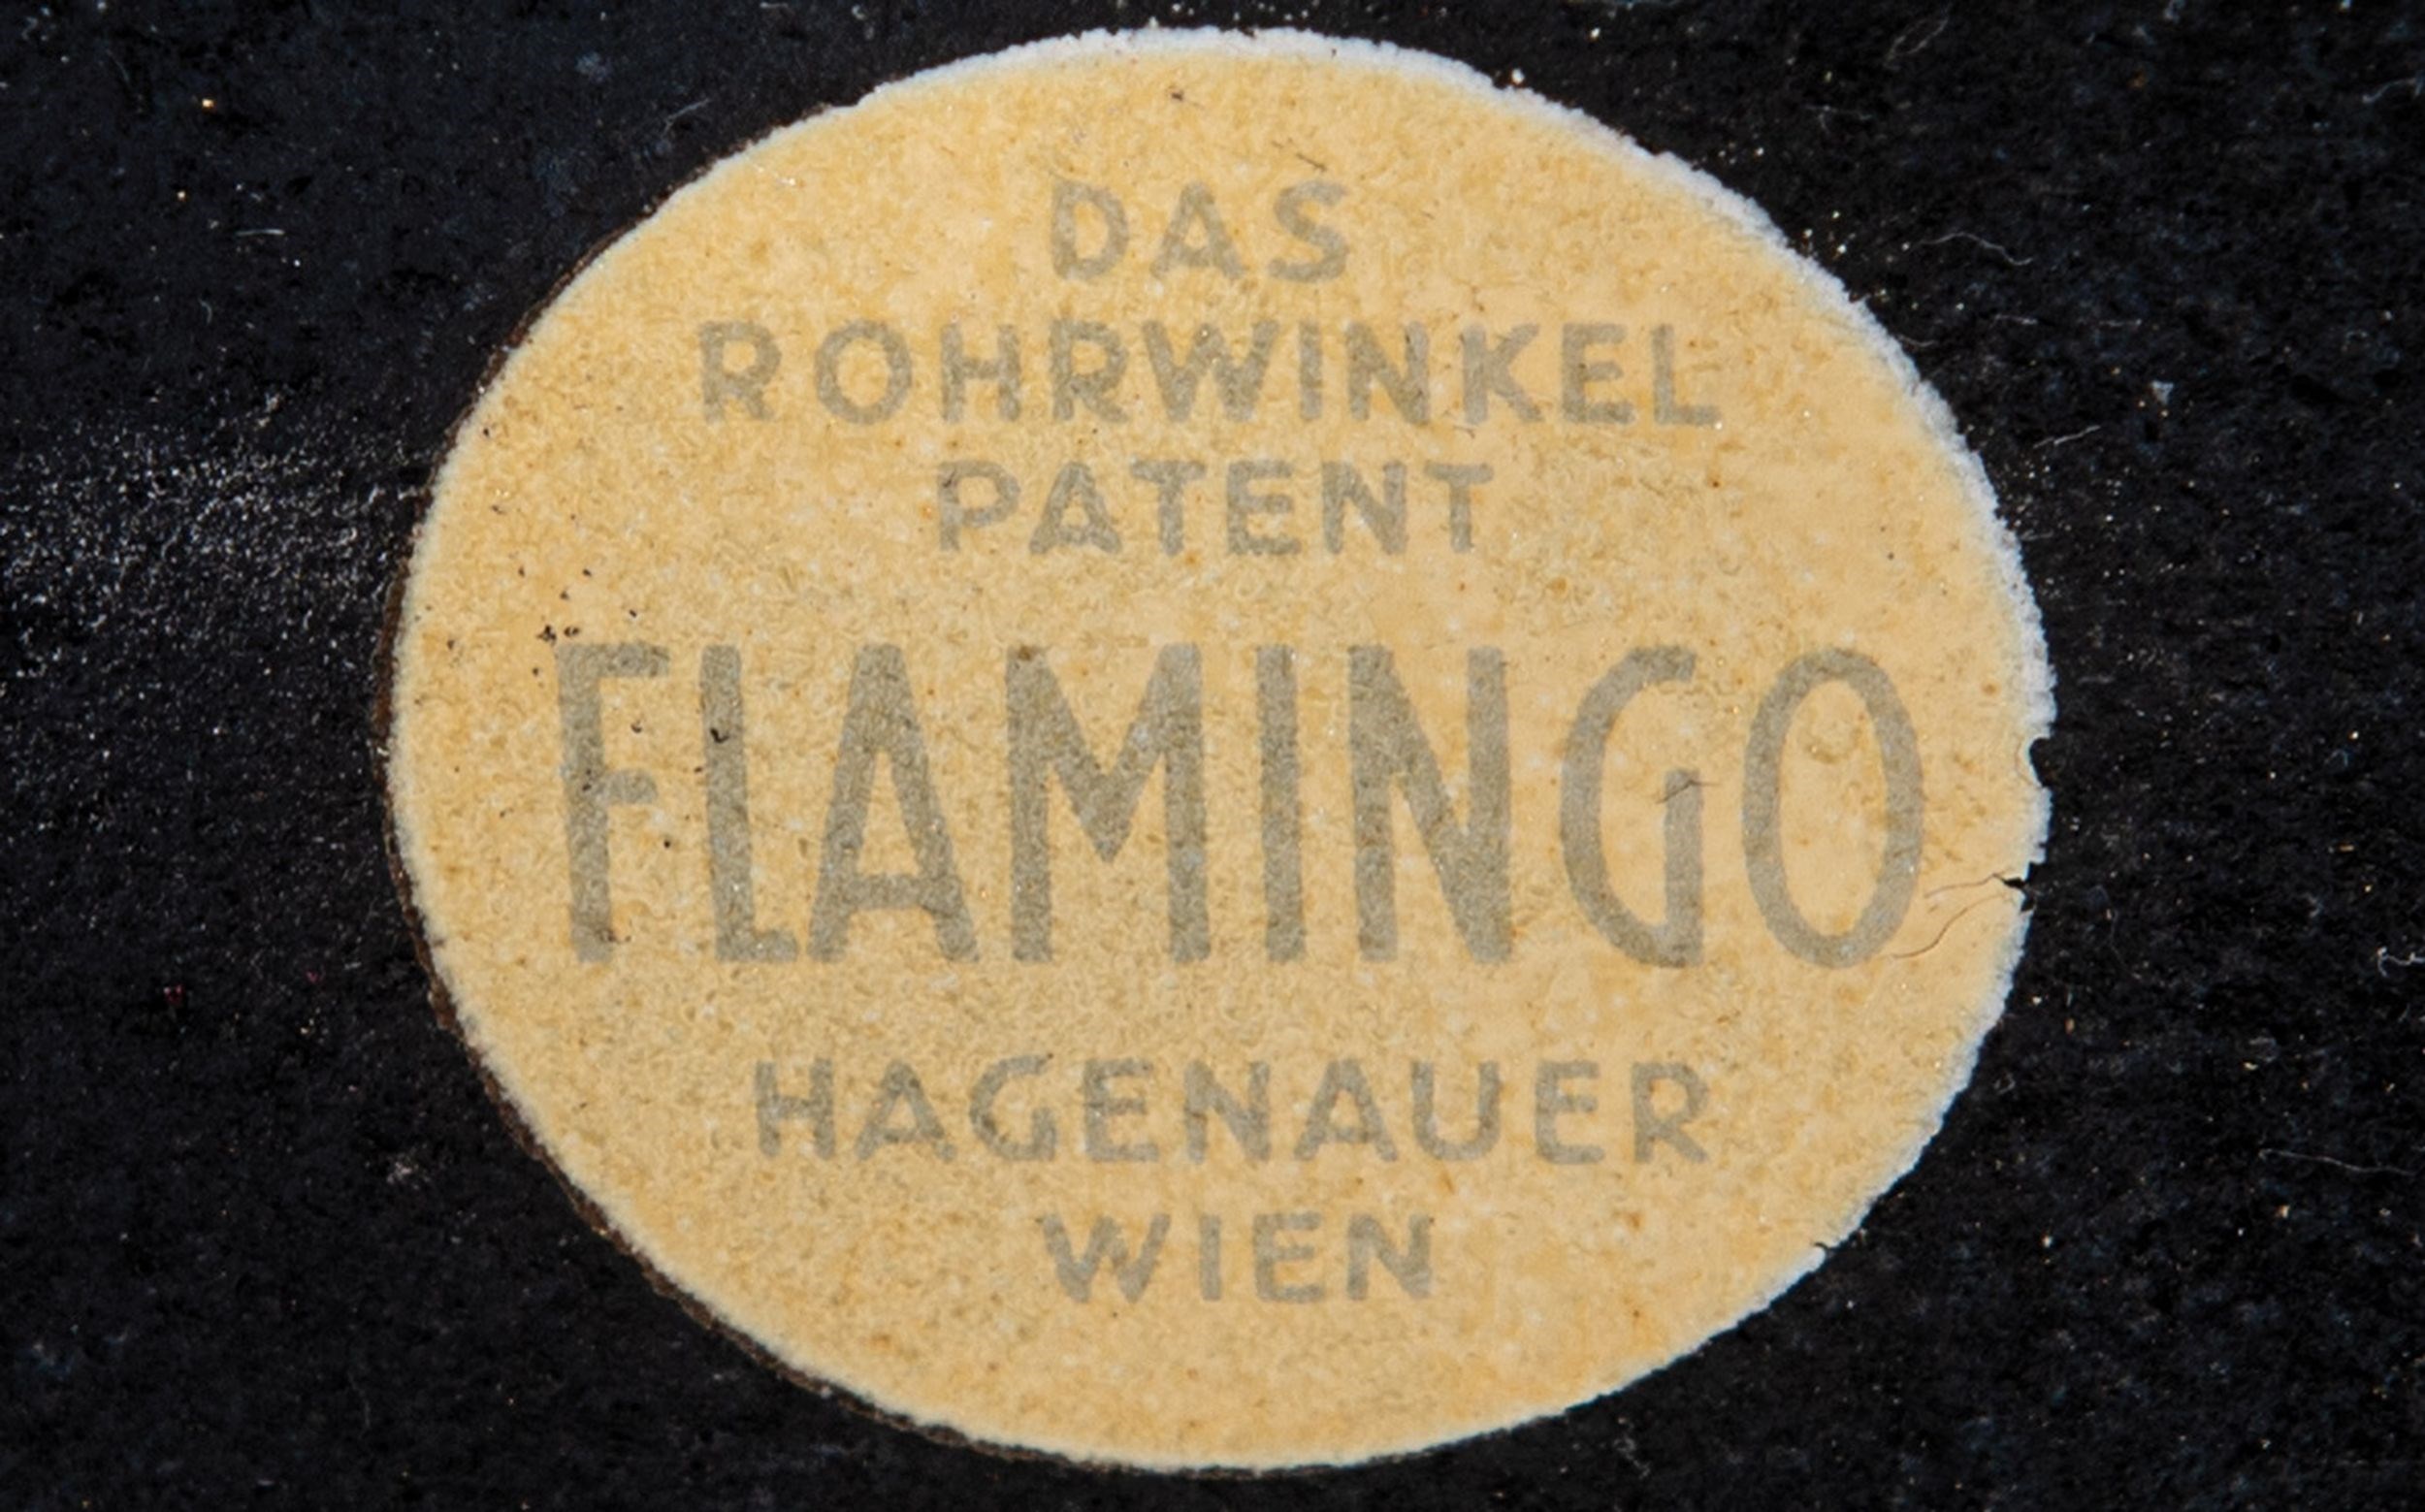 DAS
ROHRWINKEL
PATENT
FLAMINGO
HAGENAUER
WIEN